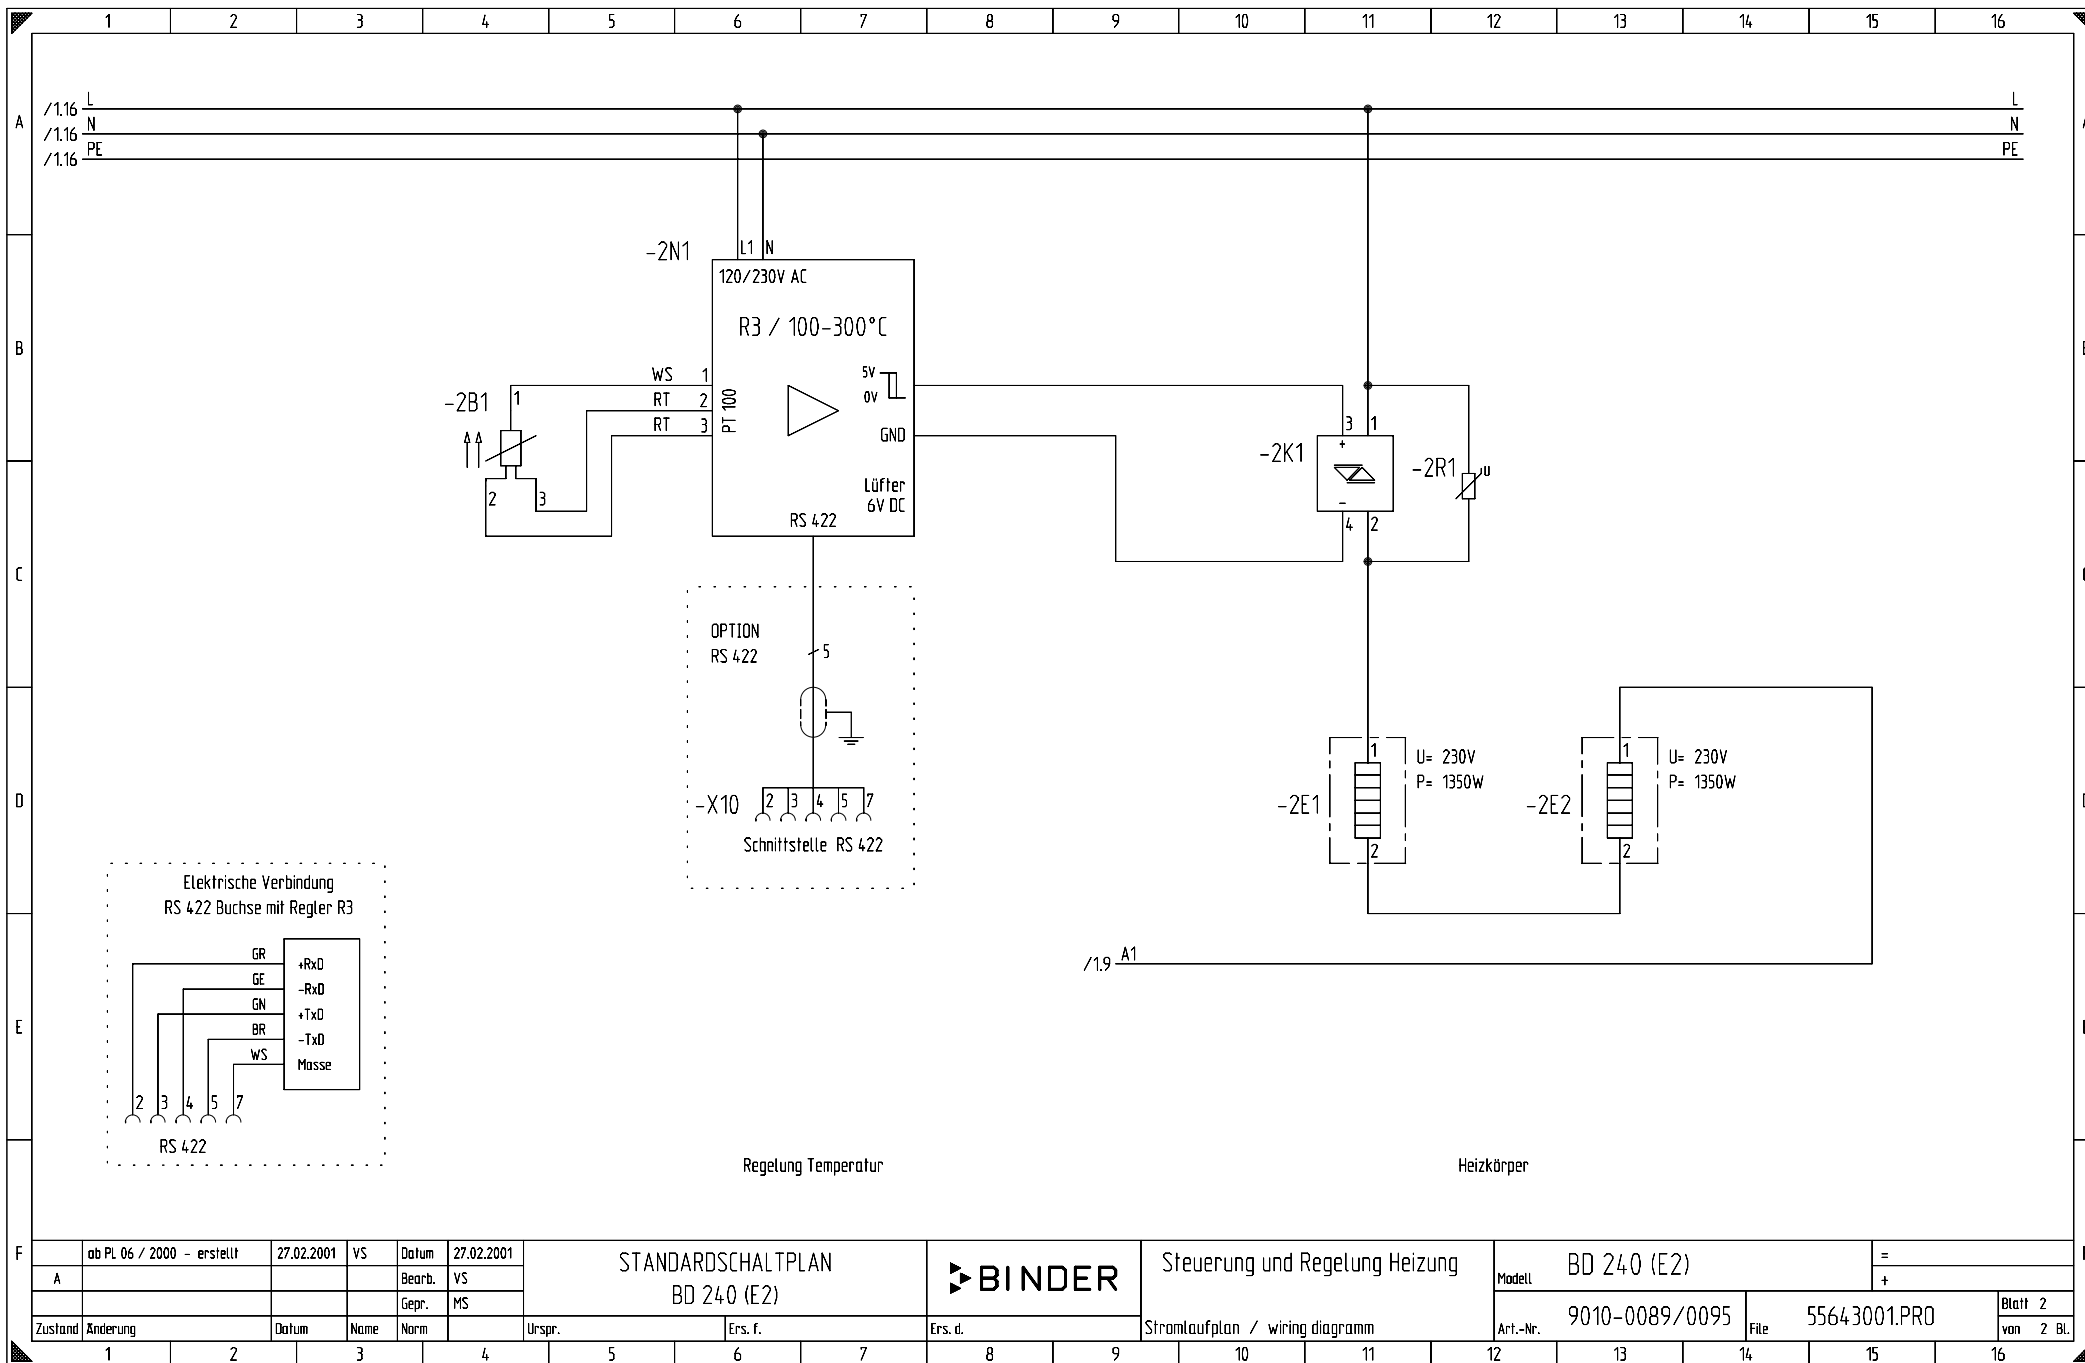 1 2 3 4 5 6 7 8 9 10 11 12 13 14 15 16
/1.16 L L
A
/1.16 N N
/1.16 PE PE
-2N1 L1 N
120/230V AC
R3 / 100-300°C
B
WS 1 5V
-2B1 1 RT 2 0V
RT 3 GND
PT 100
3 1
+
-2K1 -2R1 U
2 3
Lüfter
6V DC
-
RS 422
4 2
C
OPTION
RS 422 5
1 U= 230V 1 U= 230V
P= 1350W P= 1350W
D
-X10 2 3 4 5 7 -2E1 -2E2
Schnittstelle RS 422 2 2
Elektrische Verbindung
RS 422 Buchse mit Regler R3
/1.9 A1
GR +RxD
GE -RxD
GN +TxD
E
BR -TxD
WS Masse
2 3 4 5 7
RS 422
Regelung Temperatur Heizkörper
F
ab PL 06 / 2000 - erstellt 27.02.2001 VS Datum 27.02.2001
A Bearb. VS
Gepr. MS
Zustand Änderung Datum Name Norm
STANDARDSCHALTPLAN
BD 240 (E2)
Urspr. Ers. f. Ers. d.
BINDER
Steuerung und Regelung Heizung
Stromlaufplan / wiring diagramm
Modell BD 240 (E2)
=
+
Art.-Nr. 9010-0089/0095 File 55643001.PRO
Blatt 2
von 2 Bl.
1 2 3 4 5 6 7 8 9 10 11 12 13 14 15 16